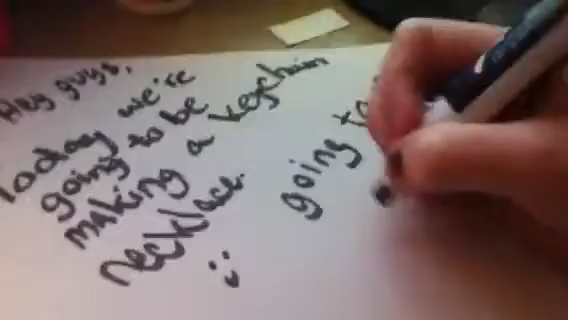 Hey guys,
Today we're
going to be
making a keychain
necklace.
:)
going to